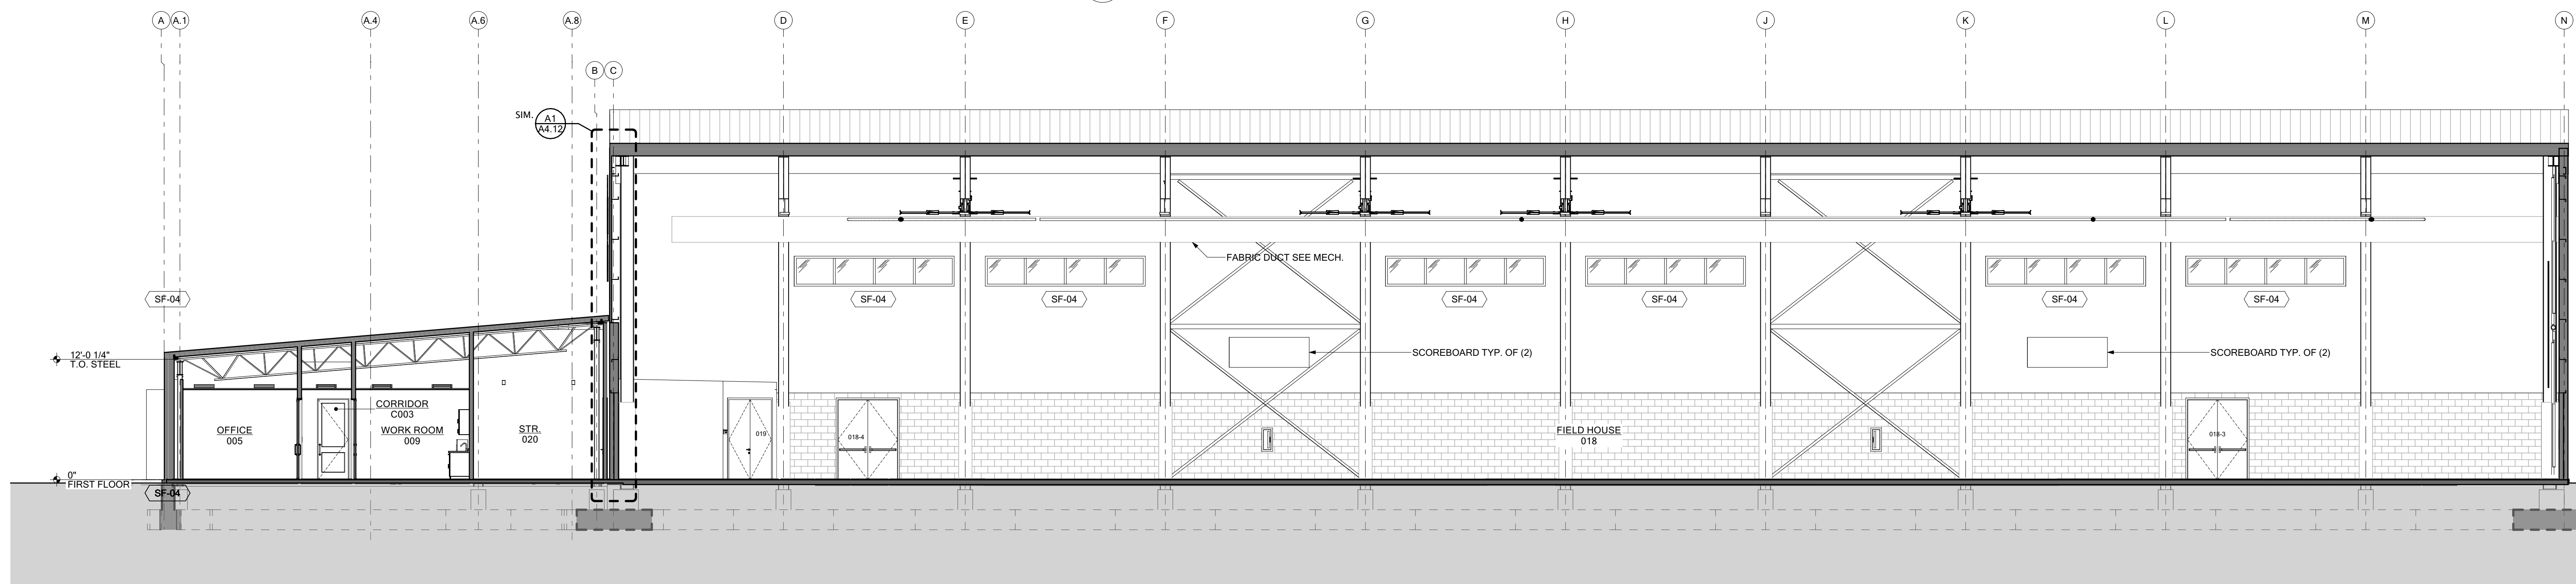 A
A.1
A.4
A.6
A.8
D
E
F
G
H
J
K
L
M
N
B
C
SIM.
A1
A4.12
FABRIC DUCT SEE MECH.
SF-04
SF-04
SF-04
SF-04
SF-04
SF-04
SF-04
12'-0 1/4"
T.O. STEEL
SCOREBOARD TYP. OF (2)
SCOREBOARD TYP. OF (2)
CORRIDOR
C003
OFFICE
005
WORK ROOM
009
STR.
020
019
018-4
FIELD HOUSE
018
018-3
0"
FIRST FLOOR
SF-04